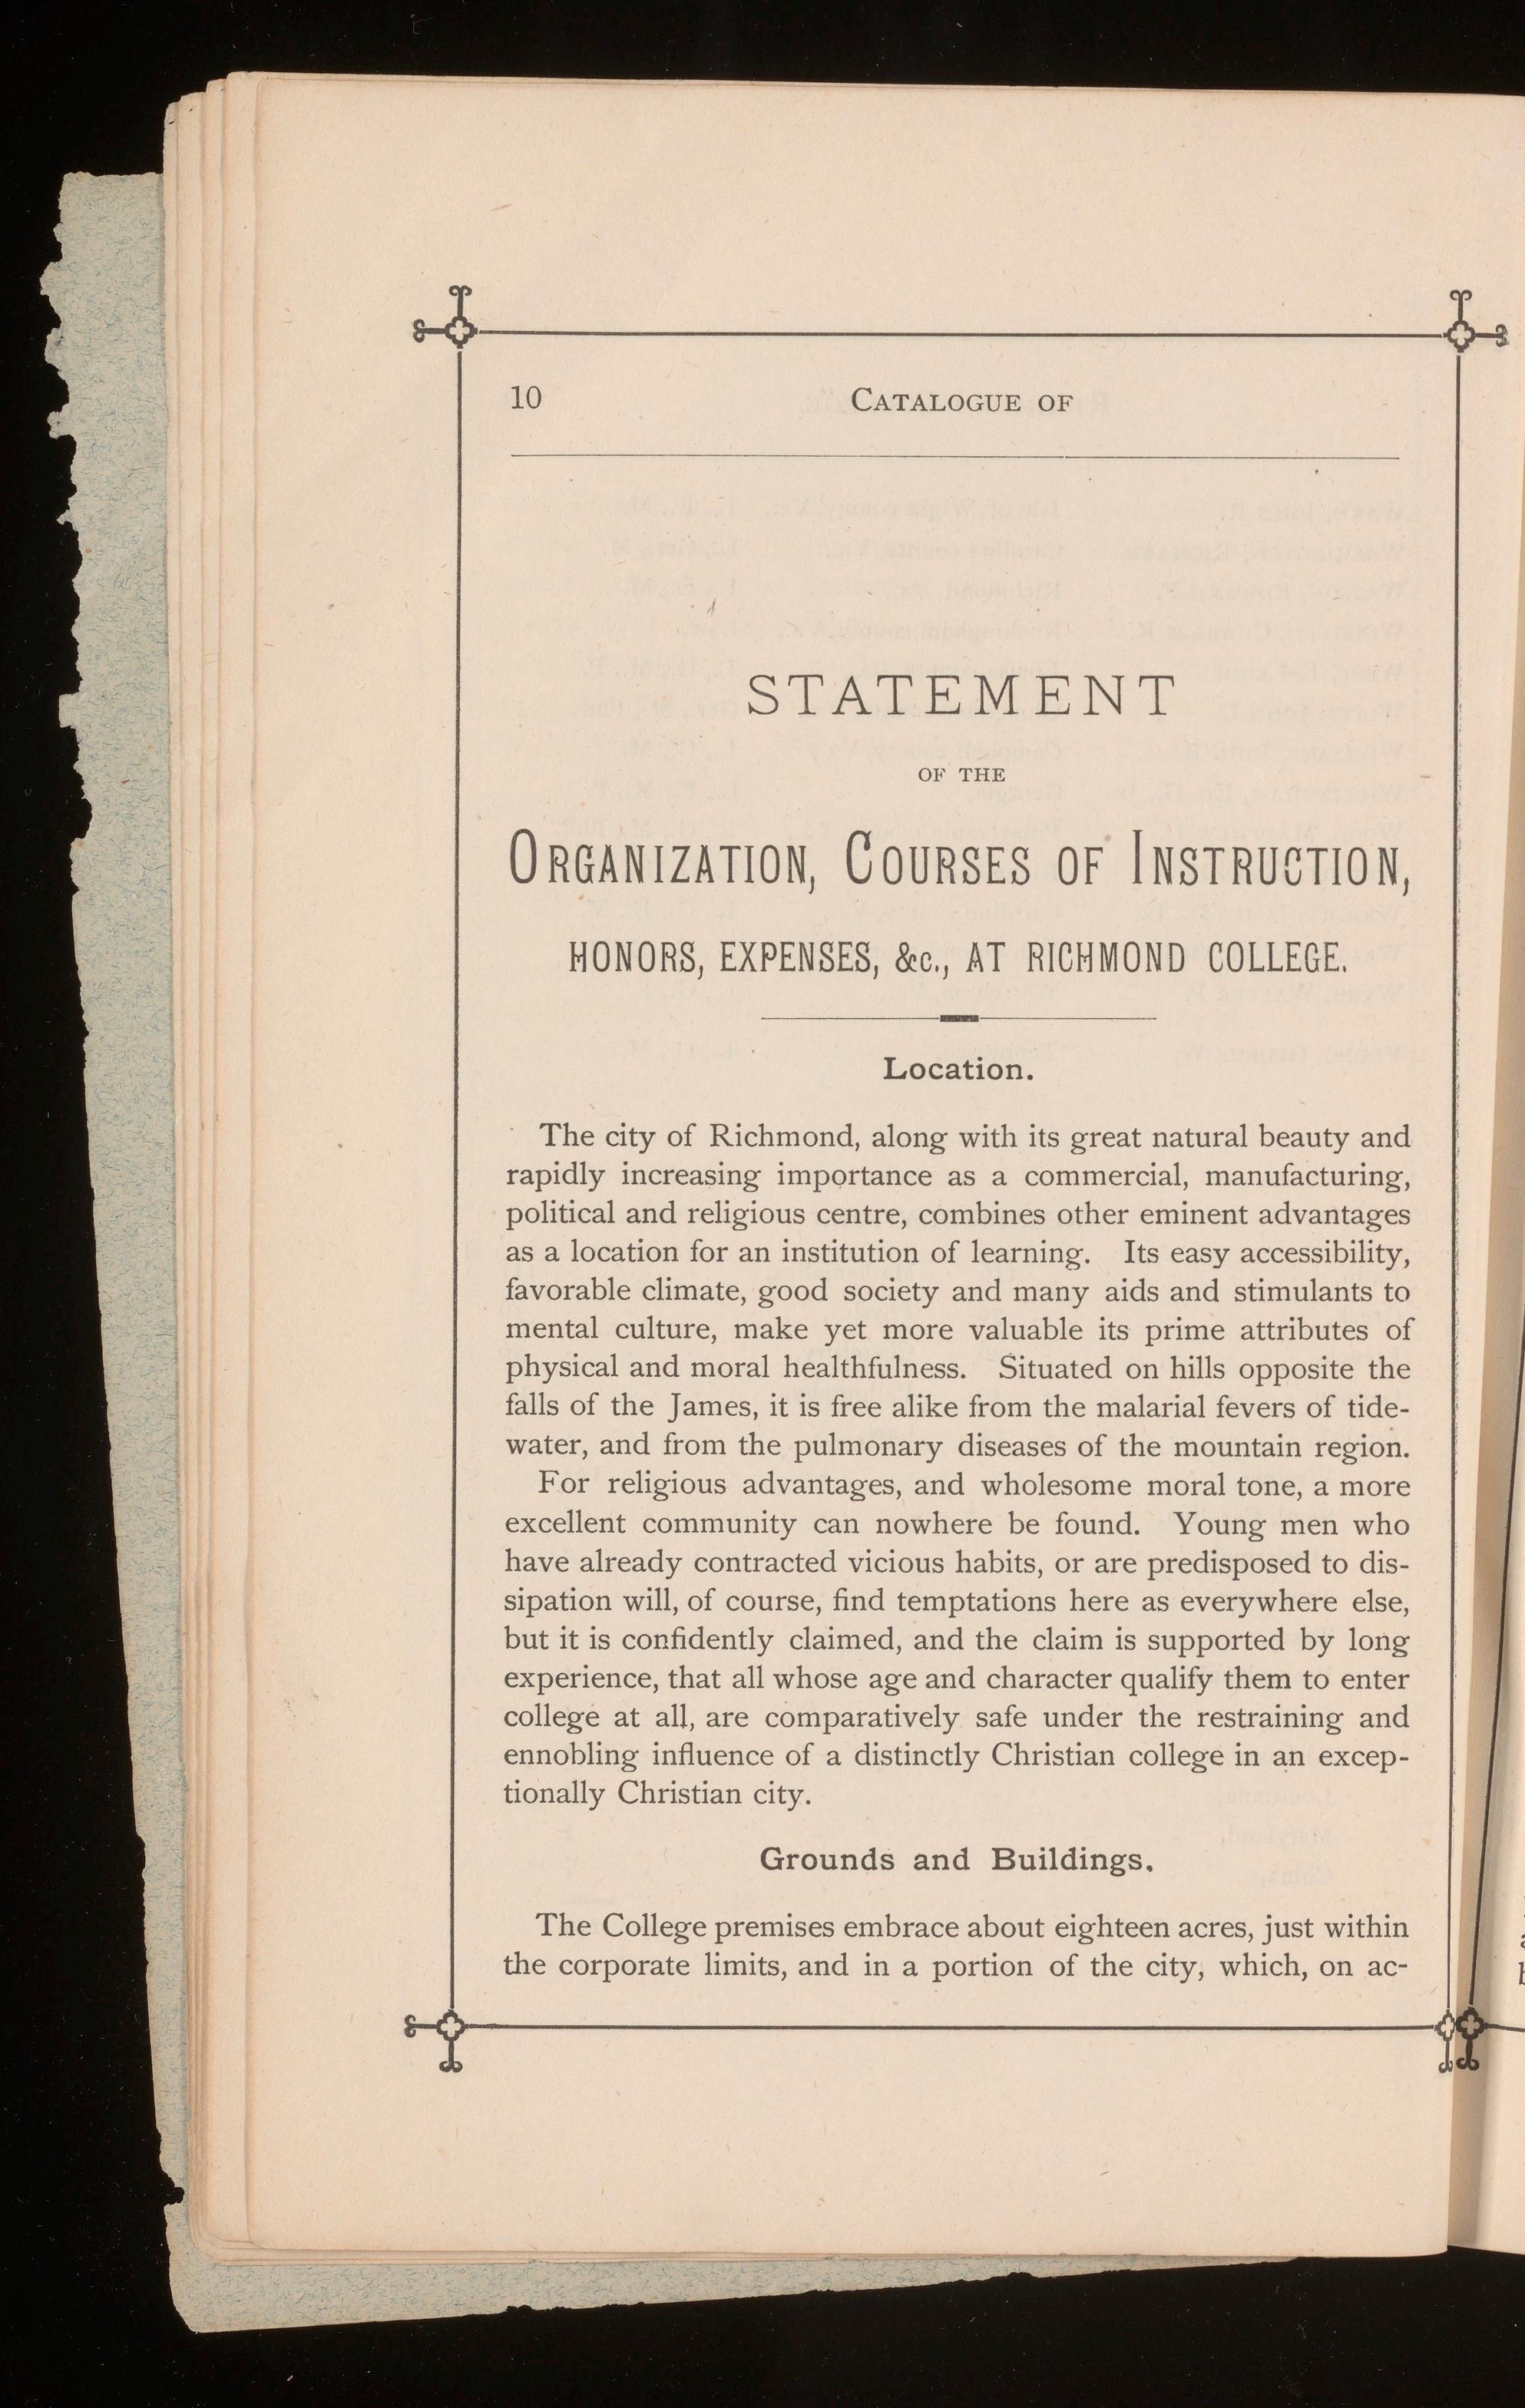 10
CATALOGUE OF
STATEMENT
OF THE
ORGANIZATION, COURSES OF INSTRUCTION,
HONORS, EXPENSES, &c., AT RICHMOND COLLEGE.
Location.
The city of Richmond, along with its great natural beauty and
rapidly increasing importance as a commercial, manufacturing,
political and religious centre, combines other eminent advantages
as a location for an institution of learning. Its easy accessibility,
favorable climate, good society and many aids and stimulants to
mental culture, make yet more valuable its prime attributes of
physical and moral healthfulness. Situated on hills opposite the
falls of the James, it is free alike from the malarial fevers of tide-
water, and from the pulmonary diseases of the mountain region.
For religious advantages, and wholesome moral tone, a more
excellent community can nowhere be found. Young men who
have already contracted vicious habits, or are predisposed to dis-
sipation will, of course, find temptations here as everywhere else,
but it is confidently claimed, and the claim is supported by long
experience, that all whose age and character qualify them to enter
college at all, are comparatively safe under the restraining and
ennobling influence of a distinctly Christian college in an excep-
tionally Christian city.
Grounds and Buildings.
The College premises embrace about eighteen acres, just within
the corporate limits, and in a portion of the city, which, on ac-